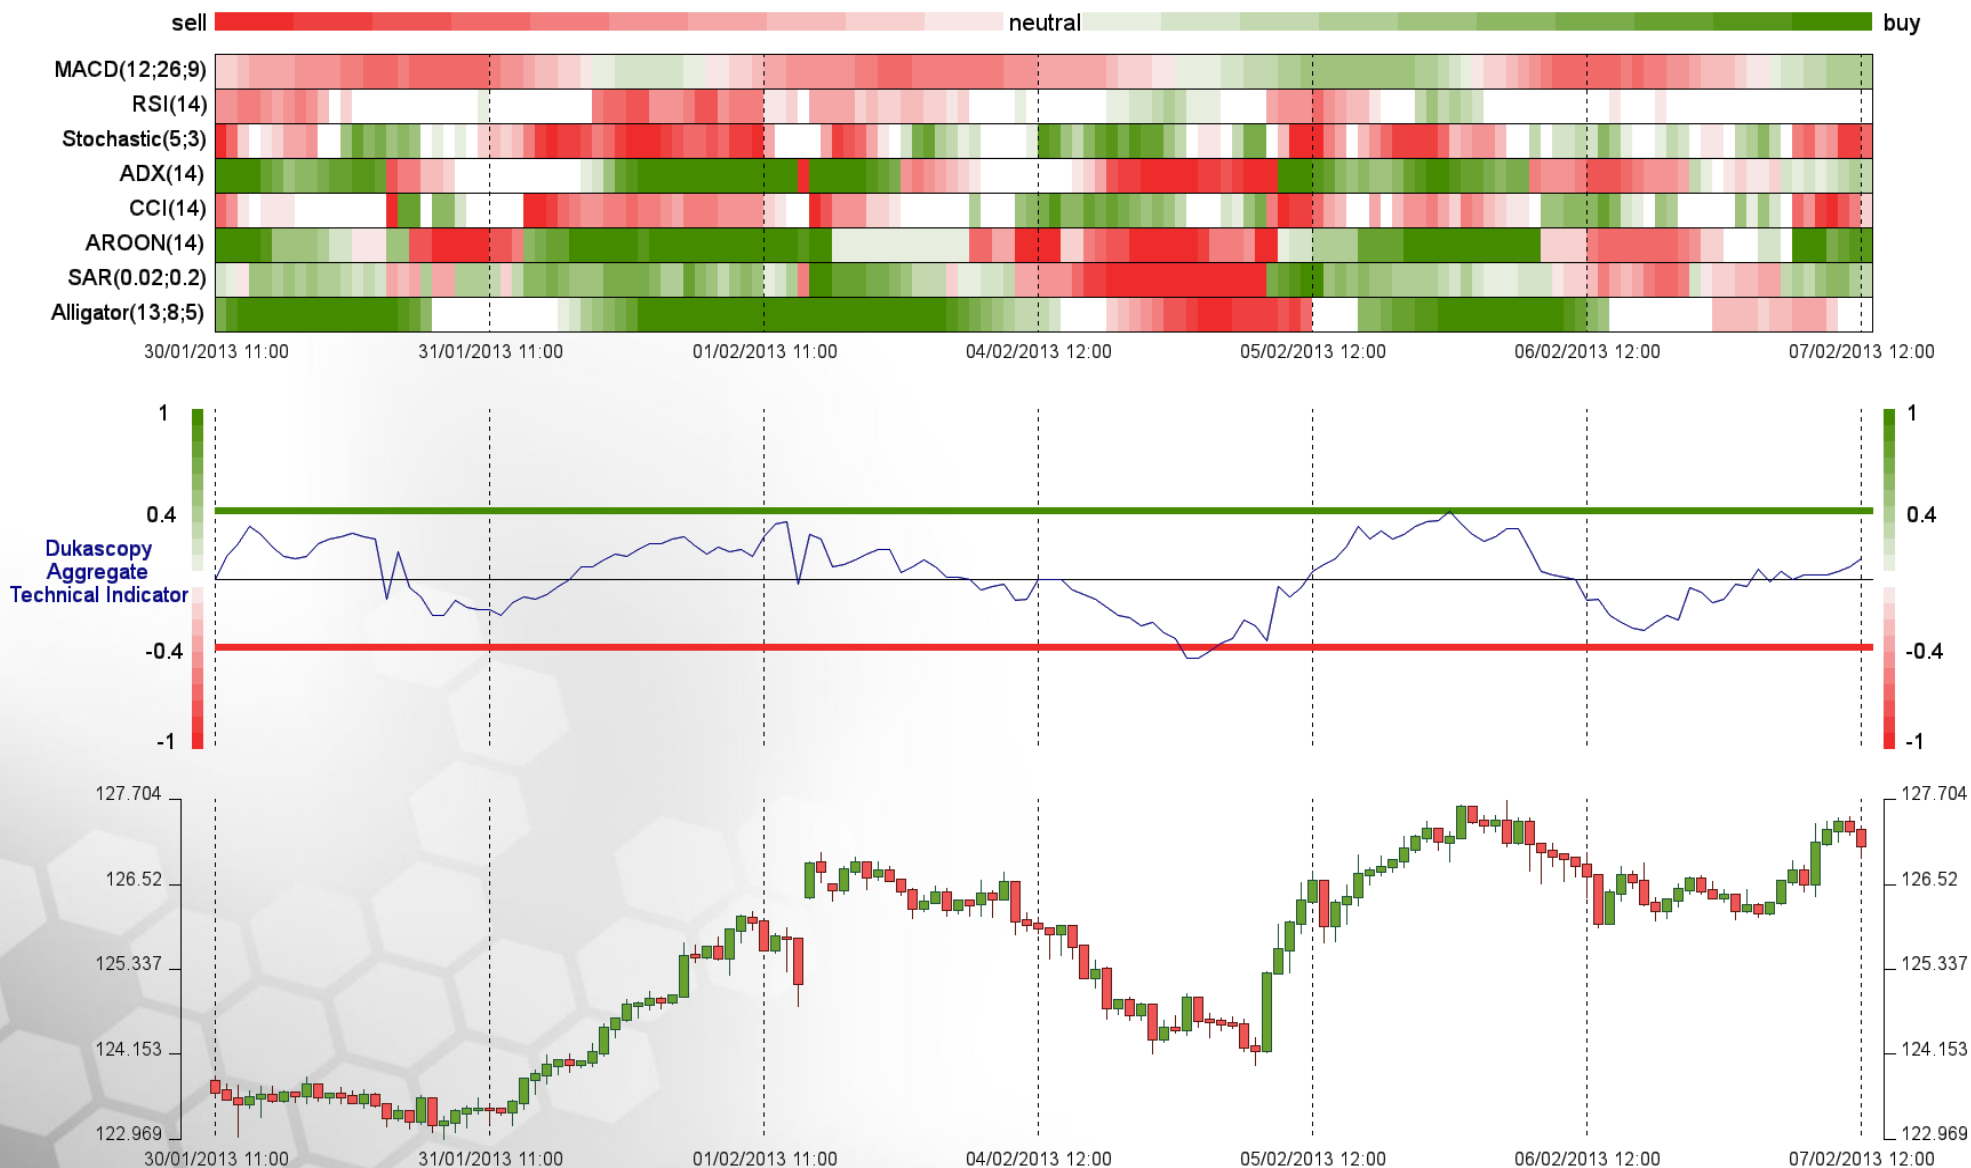 sell neutral buy
MACD(12;26;9)
RSI(14)
Stochastic(5;3)
ADX(14)
CCI(14)
AROON(14)
SAR(0.02;0.2)
Alligator(13;8;5)
30/01/2013 11:00 31/01/2013 11:00 01/02/2013 11:00 04/02/2013 12:00 05/02/2013 12:00 06/02/2013 12:00 07/02/2013 12:00
1 1
0.4 0.4
Dukascopy
Aggregate
Technical Indicator
-0.4 -0.4
-1 -1
127.704 127.704
126.52 126.52
125.337 125.337
124.153 124.153
122.969 122.969
30/01/2013 11:00 31/01/2013 11:00 01/02/2013 11:00 04/02/2013 12:00 05/02/2013 12:00 06/02/2013 12:00 07/02/2013 12:00